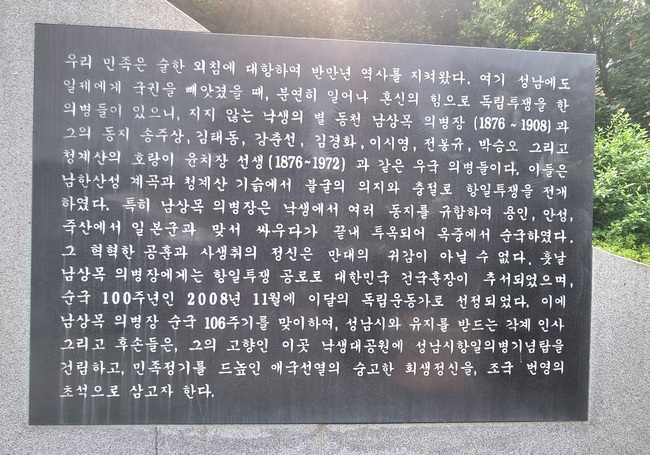 우리 민족은 숱한 외침에 대항하여 반만년 역사를 지켜왔다. 여기 성남에도
일제에게 국권을 빼앗겼을 때, 분연히 일어나 혼신의 힘으로 독립투쟁을 한
의병들이 있으니, 지지 않는 낙생의 별 동천 남상목 의병장 (1876 ~ 1908)과
그의 동지 송주상, 김태동, 강춘선, 김경화, 이시영, 전봉규, 박승오 그리고
청계산의 호랑이 윤치장 선생 (1876~1972) 과 같은 우국 의병들이다. 이들은
남한산성 계곡과 청계산 기슭에서 불굴의 의지와 충절로 항일투쟁을 전개
하였다. 특히 남상목 의병장은 낙생에서 여러 동지를 규합하여 용인, 안성,
죽산에서 일본군과 맞서 싸우다가 끝내 투옥되어 옥중에서 순국하였다.
그 혁혁한 공훈과 사생취의 정신은 만대의 귀감이 아닐 수 없다. 훗날
남상목 의병장에게는 항일투쟁 공로로 대한민국 건국훈장이 추서되었으며,
순국 100주년인 2008년 11월에 이달의 독립운동가로 선정되었다. 이에
남상목 의병장 순국 106주기를 맞이하여, 성남시와 유지를 받드는 각계 인사
그리고 후손들은, 그의 고향인 이곳 낙생대공원에 성남시항일의병기념탑을
건립하고, 민족정기를 드높인 애국선열의 숭고한 희생정신을, 조국 번영의
초석으로 삼고자 한다.